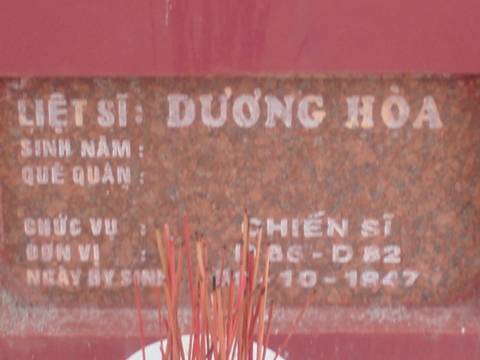 LIỆT SĨ: DƯƠNG HÒA
SINH NĂM :
QUÊ QUÁN :
CHỨC VỤ : CHIẾN SĨ
ĐƠN VỊ : D 82
NGÀY HY SINH 10-1947